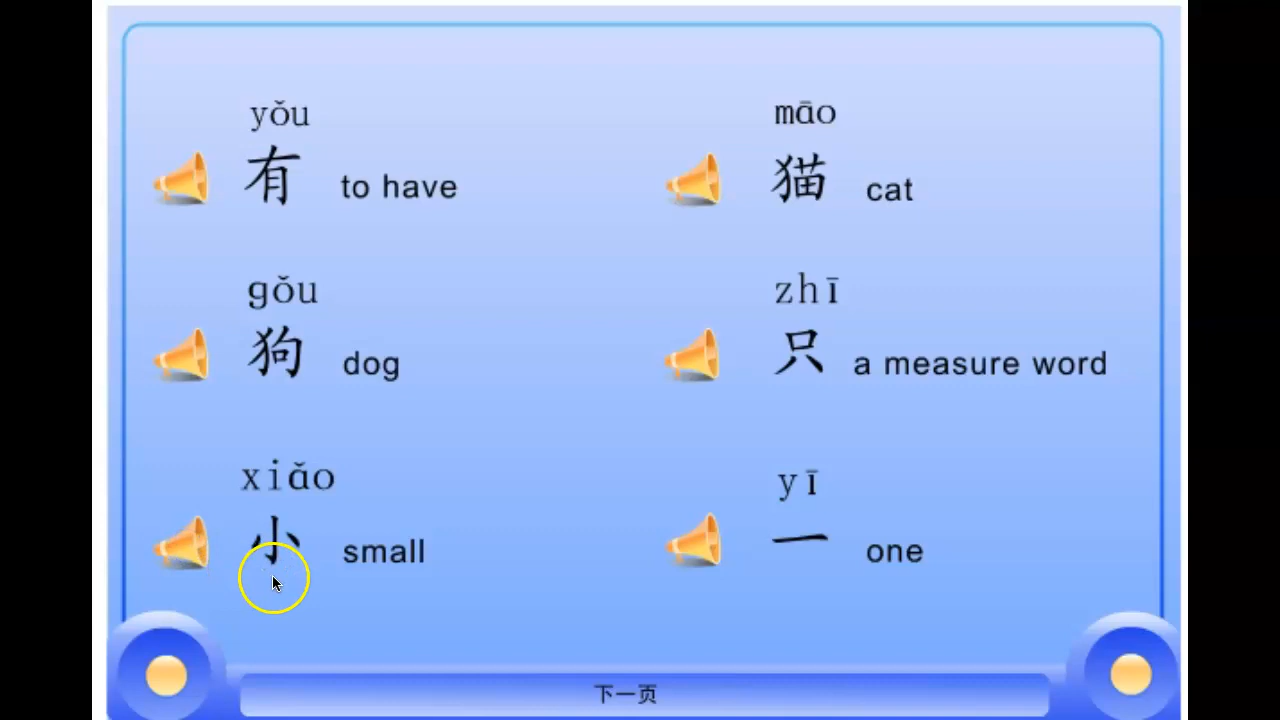 yǒu
有 to have
māo
猫 cat
gǒu
狗 dog
zhī
只 a measure word
xiǎo
小 small
yī
一 one
下一页